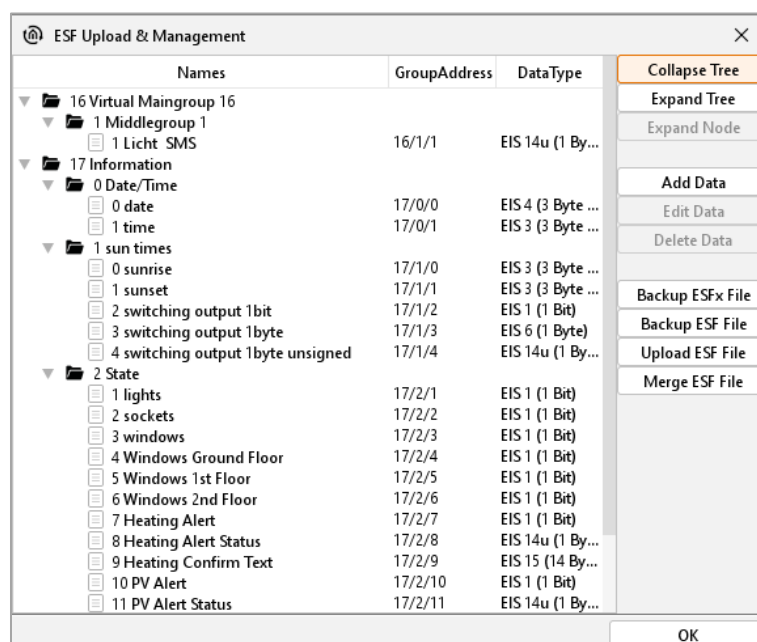 ESF Upload & Management
Names GroupAddress DataType
16 Virtual Maingroup 16
1 Middlegroup 1
1 Licht SMS 16/1/1 EIS 14u (1 By...
17 Information
0 Date/Time
0 date 17/0/0 EIS 4 (3 Byte ...
1 time 17/0/1 EIS 3 (3 Byte ...
1 sun times
0 sunrise 17/1/0 EIS 3 (3 Byte ...
1 sunset 17/1/1 EIS 3 (3 Byte ...
2 switching output 1bit 17/1/2 EIS 1 (1 Bit)
3 switching output 1byte 17/1/3 EIS 6 (1 Byte)
4 switching output 1byte unsigned 17/1/4 EIS 14u (1 By...
2 State
1 lights 17/2/1 EIS 1 (1 Bit)
2 sockets 17/2/2 EIS 1 (1 Bit)
3 windows 17/2/3 EIS 1 (1 Bit)
4 Windows Ground Floor 17/2/4 EIS 1 (1 Bit)
5 Windows 1st Floor 17/2/5 EIS 1 (1 Bit)
6 Windows 2nd Floor 17/2/6 EIS 1 (1 Bit)
7 Heating Alert 17/2/7 EIS 1 (1 Bit)
8 Heating Alert Status 17/2/8 EIS 14u (1 By...
9 Heating Confirm Text 17/2/9 EIS 15 (14 By...
10 PV Alert 17/2/10 EIS 1 (1 Bit)
11 PV Alert Status 17/2/11 EIS 14u (1 By...
Collapse Tree
Expand Tree
Expand Node
Add Data
Edit Data
Delete Data
Backup ESFx File
Backup ESF File
Upload ESF File
Merge ESF File
OK